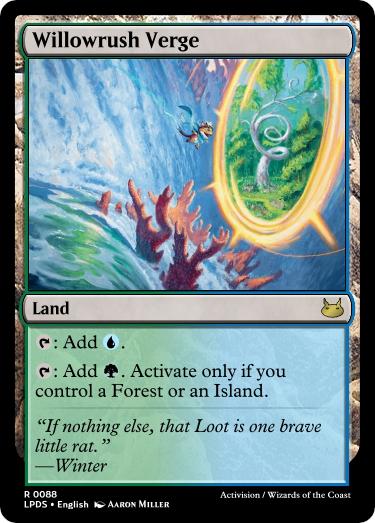 Willowrush Verge
Land
: Add .
: Add . Activate only if you
control a Forest or an Island.
"If nothing else, that Loot is one brave
little rat."
—Winter
R 0088
LPDS • English AARON MILLER
Activision / Wizards of the Coast